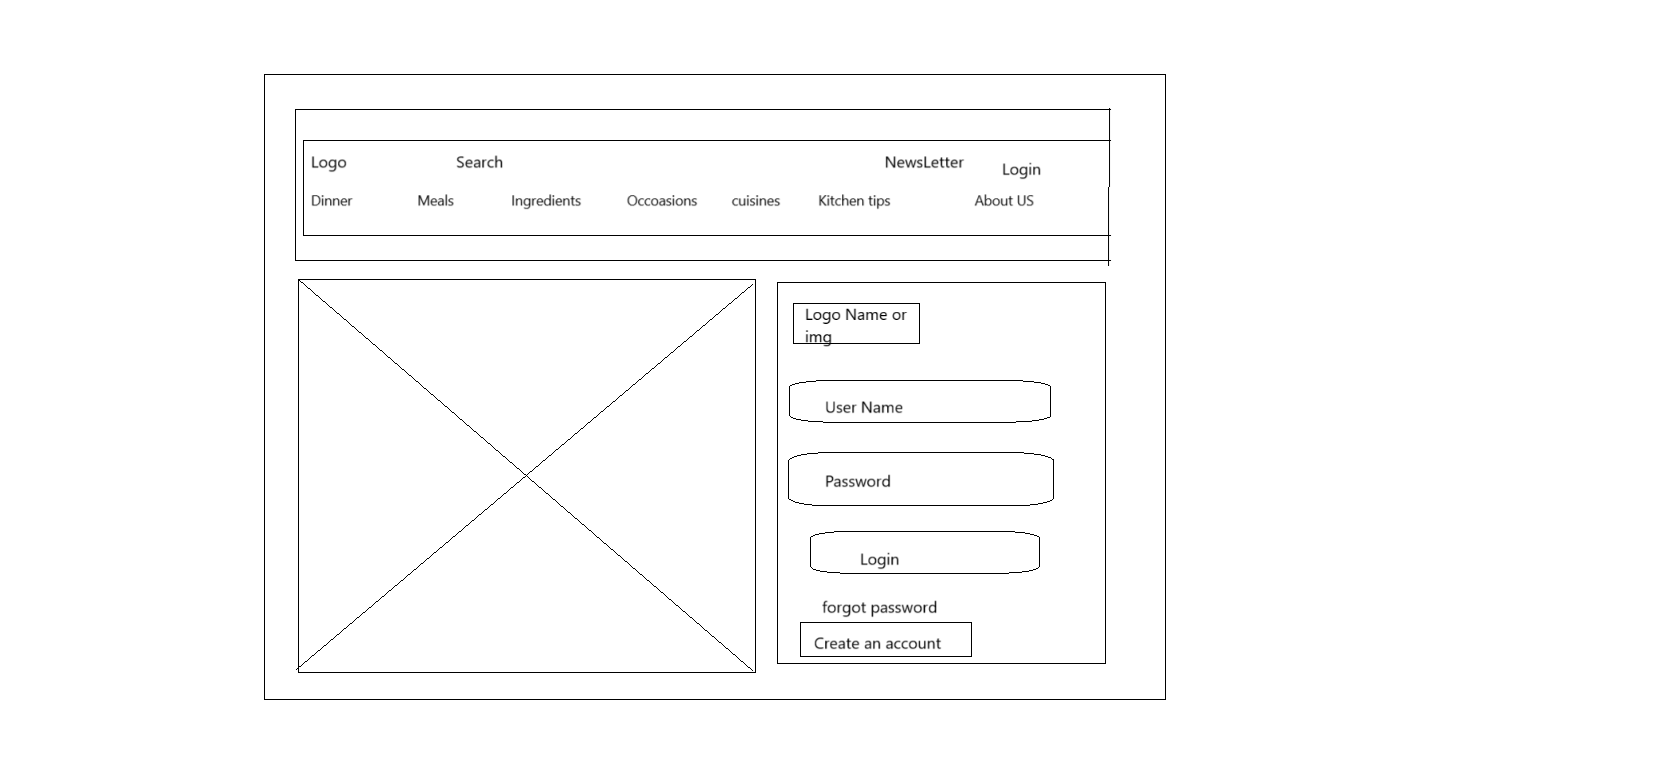 Logo Search NewsLetter Login
Dinner Meals Ingredients Occoasions cuisines Kitchen tips About US
Logo Name or
img
User Name
Password
Login
forgot password
Create an account